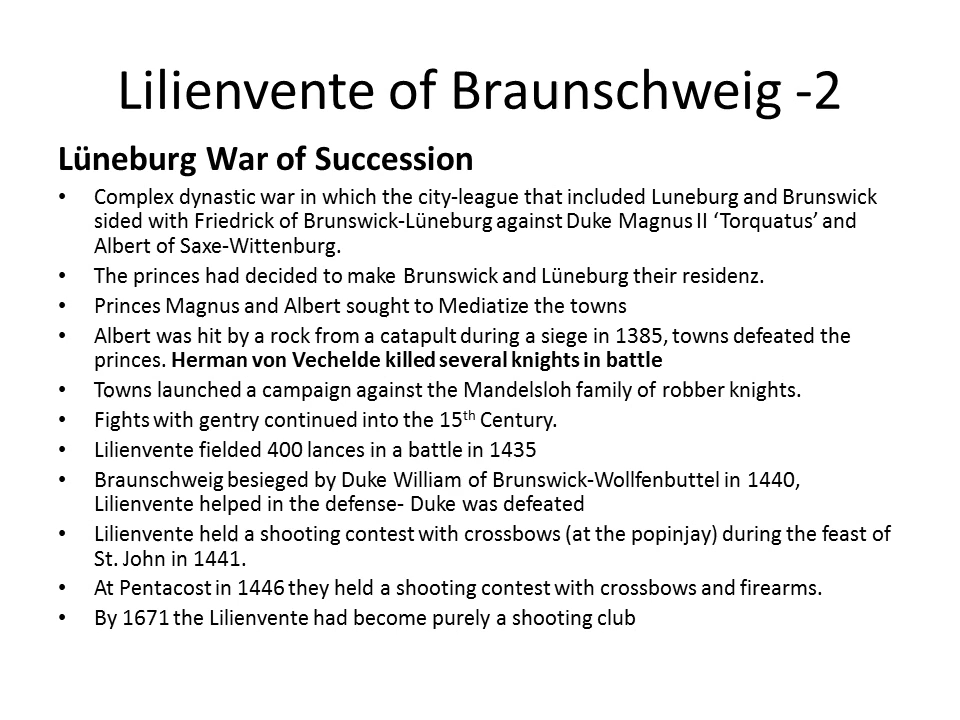 Lilienvente of Braunschweig -2
Lüneburg War of Succession
• Complex dynastic war in which the city-league that included Luneburg and Brunswick
sided with Friedrick of Brunswick-Lüneburg against Duke Magnus II ‘Torquatus’ and
Albert of Saxe-Wittenburg.
• The princes had decided to make Brunswick and Lüneburg their residenz.
• Princes Magnus and Albert sought to Mediatize the towns
• Albert was hit by a rock from a catapult during a siege in 1385, towns defeated the
princes. Herman von Vechelde killed several knights in battle
• Towns launched a campaign against the Mandelsloh family of robber knights.
• Fights with gentry continued into the 15th Century.
• Lilienvente fielded 400 lances in a battle in 1435
• Braunschweig besieged by Duke William of Brunswick-Wollfenbuttel in 1440,
Lilienvente helped in the defense- Duke was defeated
• Lilienvente held a shooting contest with crossbows (at the popinjay) during the feast of
St. John in 1441.
• At Pentacost in 1446 they held a shooting contest with crossbows and firearms.
• By 1671 the Lilienvente had become purely a shooting club